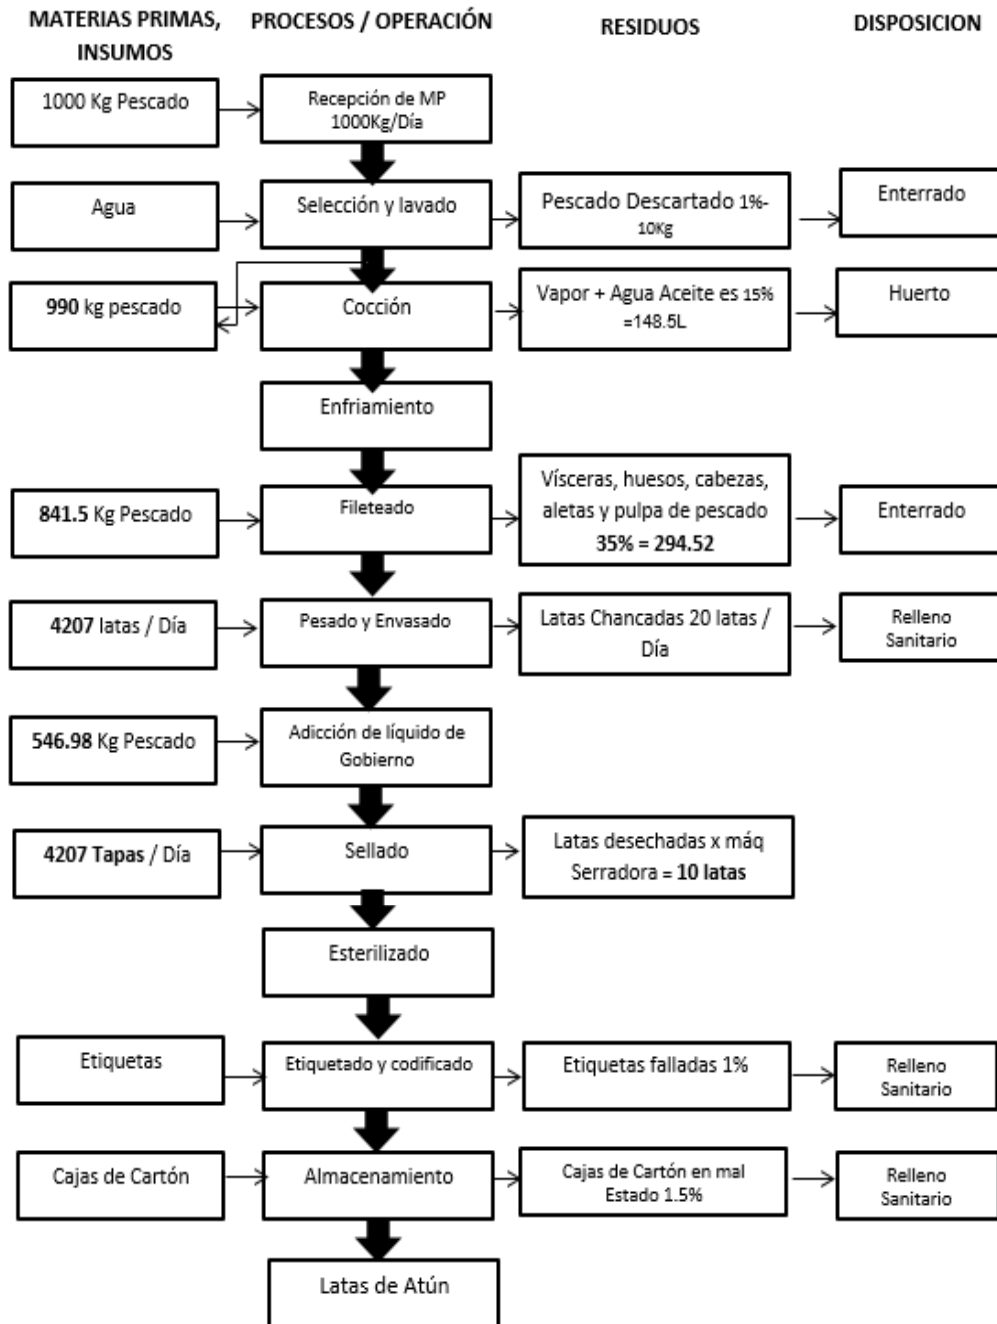 MATERIAS PRIMAS,
INSUMOS
PROCESOS / OPERACIÓN
RESIDUOS
DISPOSICION
1000 Kg Pescado
Recepción de MP
1000Kg/Día
Agua
Selección y lavado
Pescado Descartado 1%-
10Kg
Enterrado
990 kg pescado
Cocción
Vapor + Agua Aceite es 15%
=148.5L
Huerto
Enfriamiento
841.5 Kg Pescado
Fileteado
Vísceras, huesos, cabezas,
aletas y pulpa de pescado
35% = 294.52
Enterrado
4207 latas / Día
Pesado y Envasado
Latas Chancadas 20 latas /
Día
Relleno
Sanitario
546.98 Kg Pescado
Adicción de líquido de
Gobierno
4207 Tapas / Día
Sellado
Latas desechadas x máq
Serradora = 10 latas
Esterilizado
Etiquetas
Etiquetado y codificado
Etiquetas falladas 1%
Relleno
Sanitario
Cajas de Cartón
Almacenamiento
Cajas de Cartón en mal
Estado 1.5%
Relleno
Sanitario
Latas de Atún